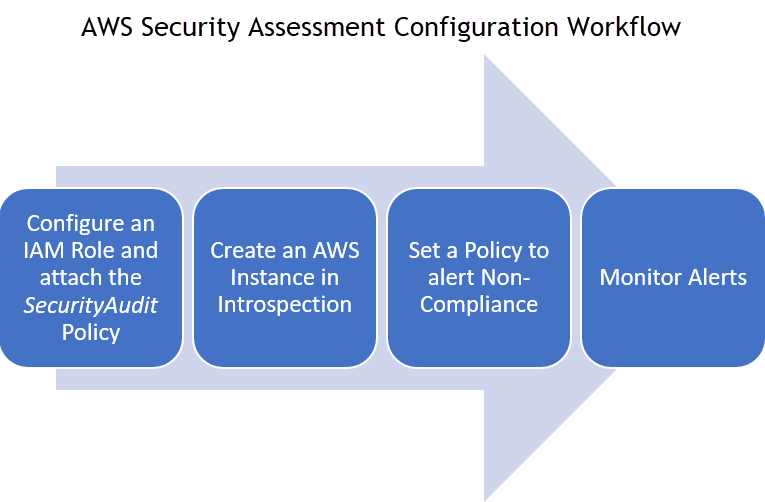 AWS Security Assessment Configuration Workflow
Configure an
IAM Role and
attach the
SecurityAudit
Policy
Create an AWS
Instance in
Introspection
Set a Policy to
alert Non-
Compliance
Monitor Alerts